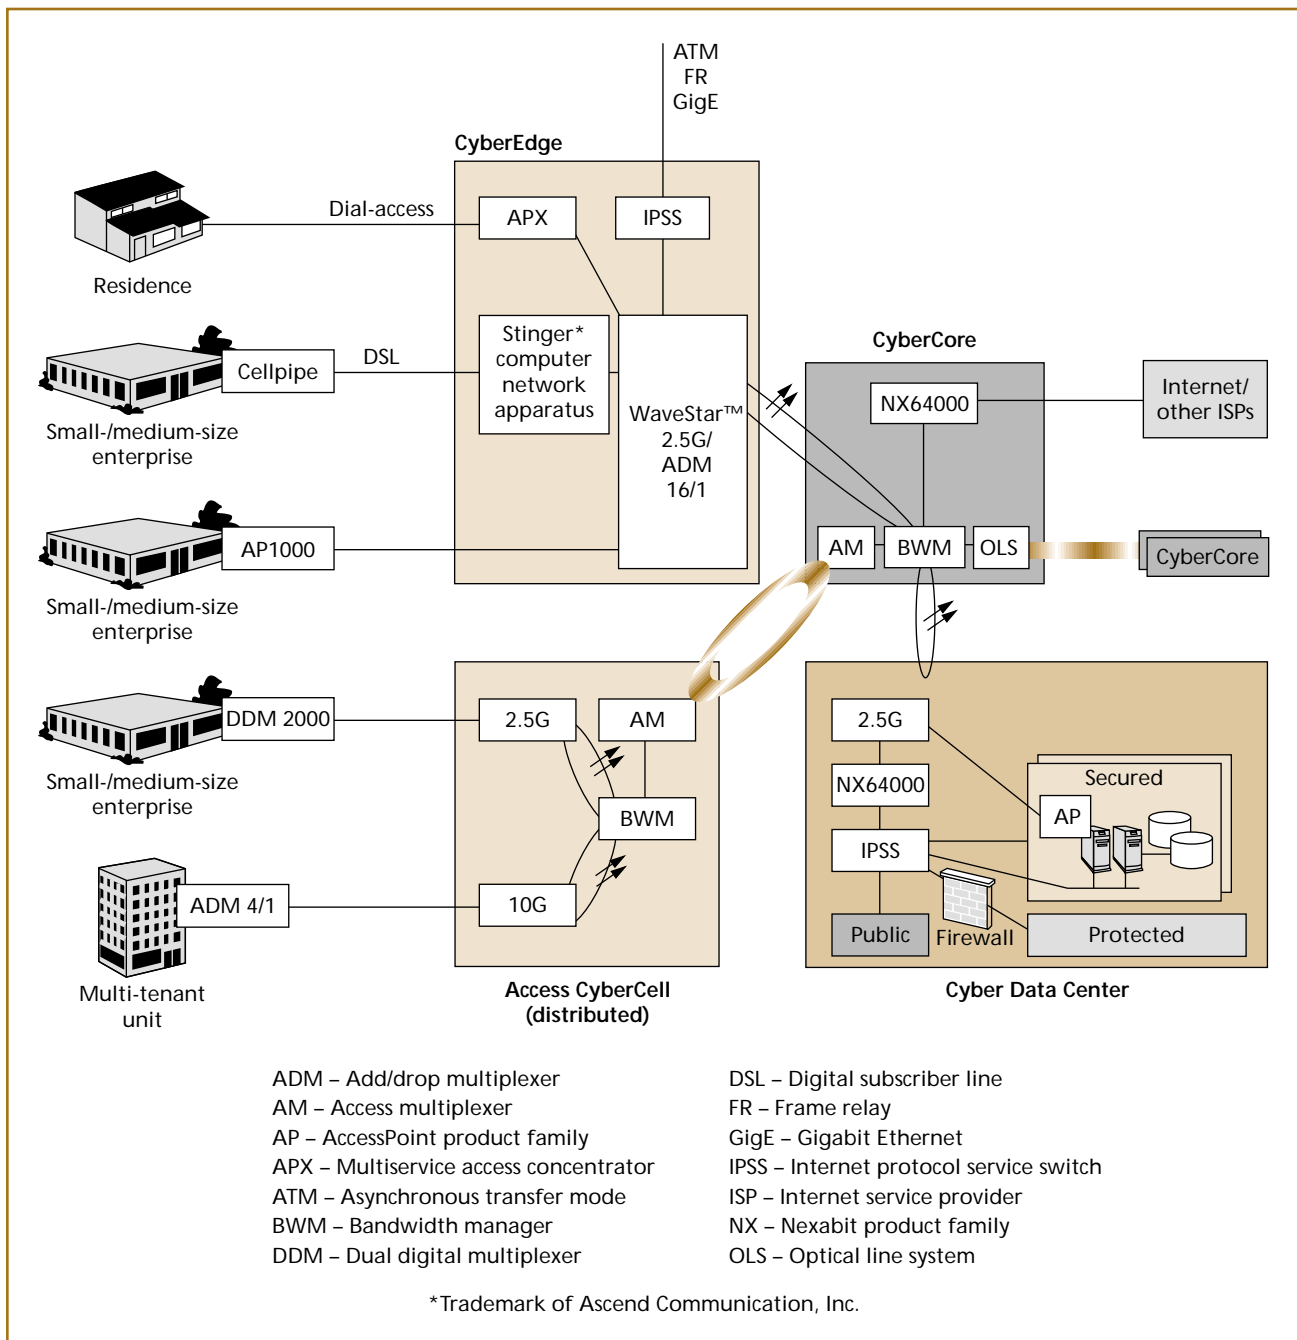 ATM
FR
GigE
CyberEdge
Dial-access
APX
IPSS
Residence
Stinger*
computer
network
apparatus
DSL
Cellpipe
Small-/medium-size
enterprise
WaveStar™
2.5G/
ADM
16/1
CyberCore
NX64000
Internet/
other ISPs
AP1000
Small-/medium-size
enterprise
AM
BWM
OLS
CyberCore
DDM 2000
Small-/medium-size
enterprise
2.5G
AM
BWM
10G
ADM 4/1
Multi-tenant
unit
Access CyberCell
(distributed)
2.5G
NX64000
IPSS
Public
Firewall
Secured
AP
Protected
Cyber Data Center
ADM – Add/drop multiplexer
AM – Access multiplexer
AP – AccessPoint product family
APX – Multiservice access concentrator
ATM – Asynchronous transfer mode
BWM – Bandwidth manager
DDM – Dual digital multiplexer
DSL – Digital subscriber line
FR – Frame relay
GigE – Gigabit Ethernet
IPSS – Internet protocol service switch
ISP – Internet service provider
NX – Nexabit product family
OLS – Optical line system
*Trademark of Ascend Communication, Inc.